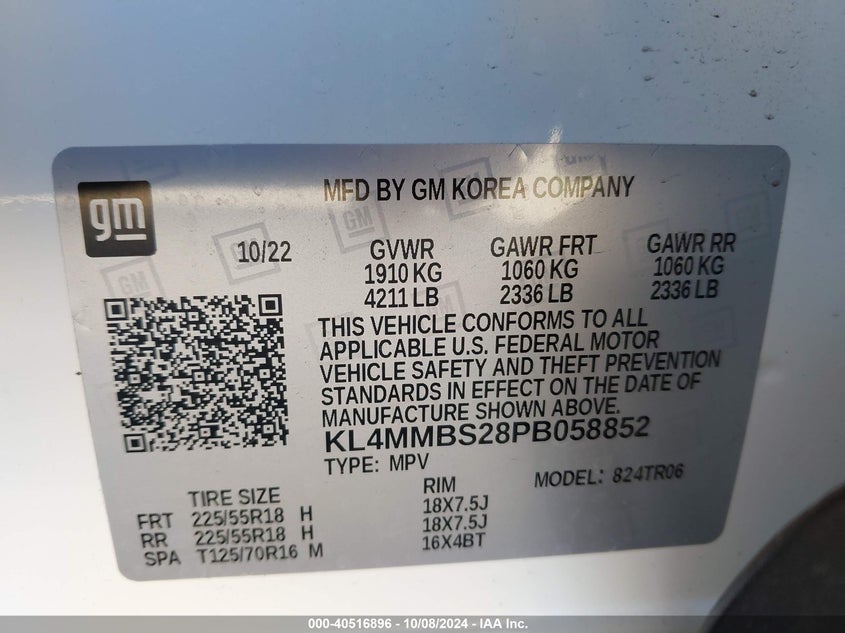 gm
MFD BY GM KOREA COMPANY
10/22
GVWR GAWR FRT GAWR RR
1910 KG 1060 KG 1060 KG
4211 LB 2336 LB 2336 LB
THIS VEHICLE CONFORMS TO ALL
APPLICABLE U.S. FEDERAL MOTOR
VEHICLE SAFETY AND THEFT PREVENTION
STANDARDS IN EFFECT ON THE DATE OF
MANUFACTURE SHOWN ABOVE.
KL4MMBS28PB058852
TYPE: MPV MODEL: 824TR06
TIRE SIZE RIM
FRT 225/55R18 H 18X7.5J
RR 225/55R18 H 18X7.5J
SPA T125/70R16 M 16X4BT
000-40516896 - 10/08/2024 - IAA Inc.